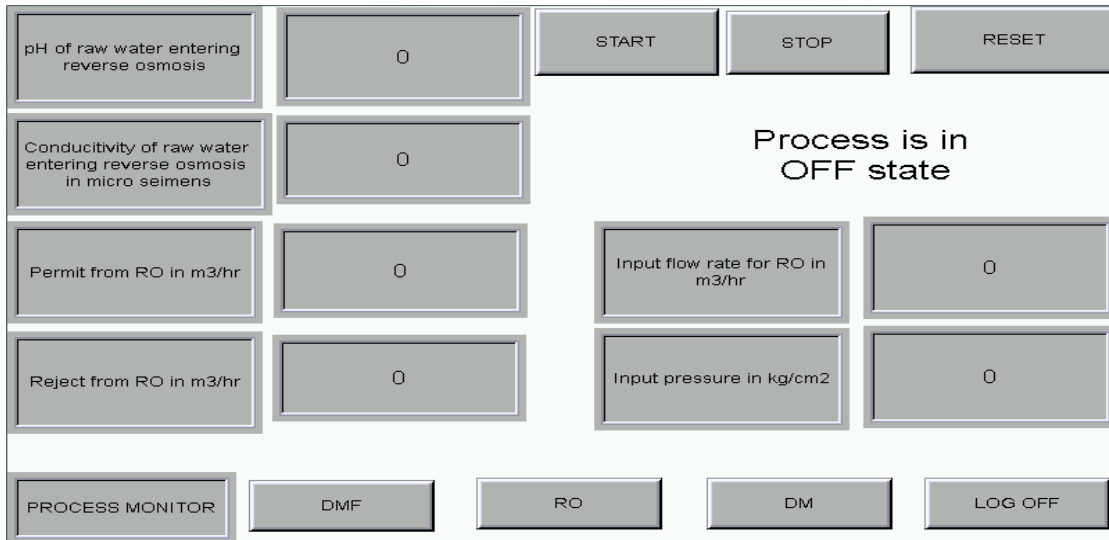 pH of raw water entering
reverse osmosis
0
START
STOP
RESET
Conducitivity of raw water
entering reverse osmosis
in micro seimens
0
Process is in
OFF state
Permit from RO in m3/hr
0
Input flow rate for RO in
m3/hr
0
Reject from RO in m3/hr
0
Input pressure in kg/cm2
0
PROCESS MONITOR
DMF
RO
DM
LOG OFF